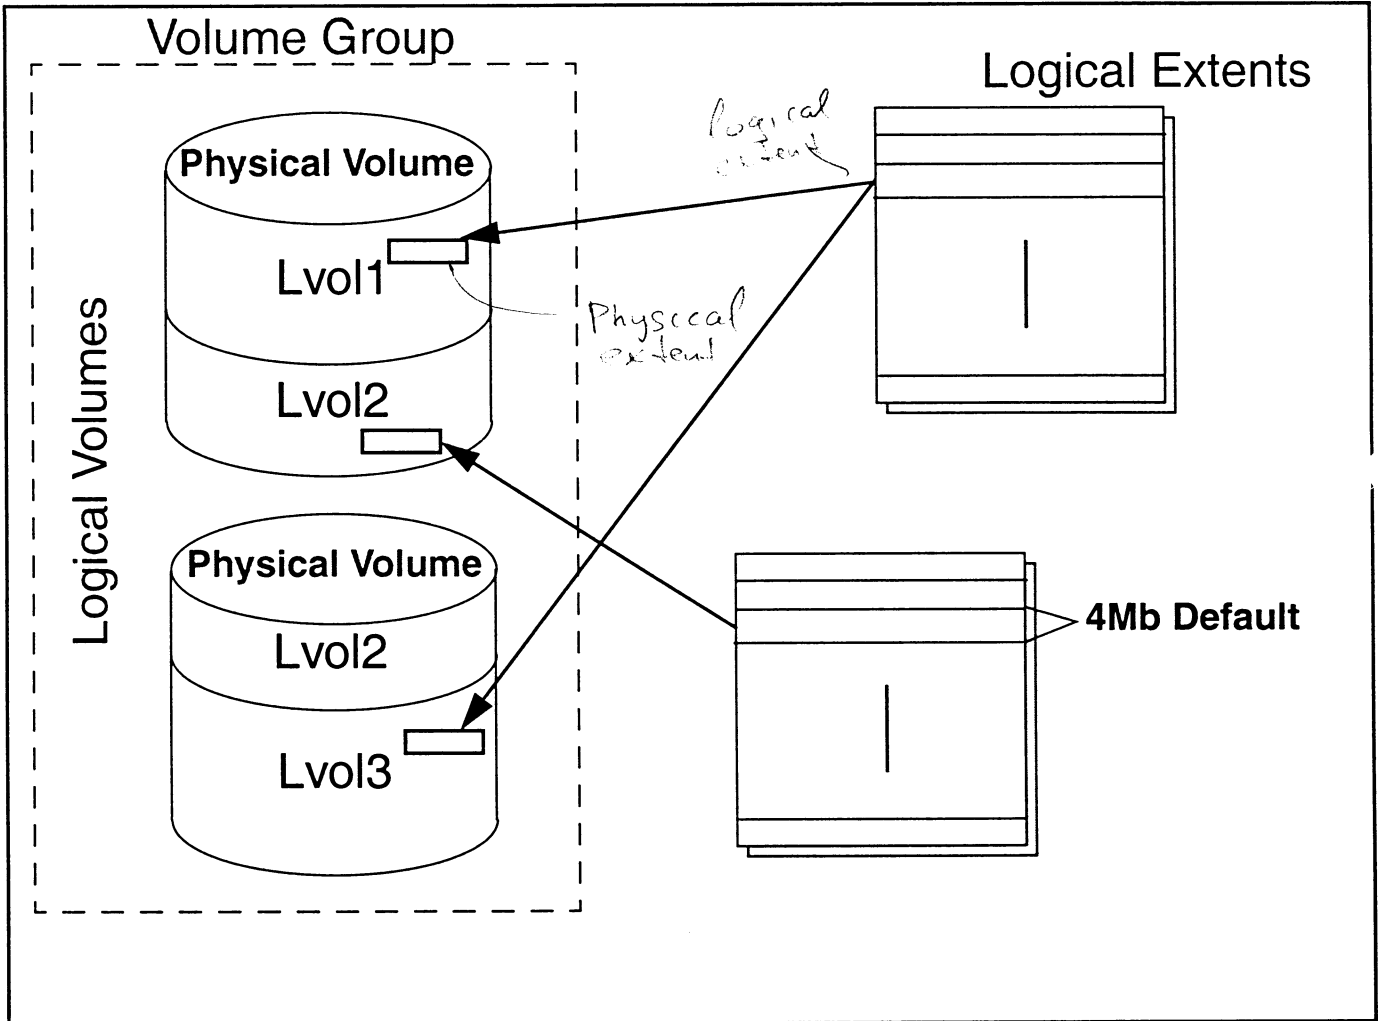 Volume Group
Logical Extents
logical
extent
Physical Volume
Lvol1
Physical
extent
Lvol2
Logical Volumes
Physical Volume
Lvol2
4Mb Default
Lvol3